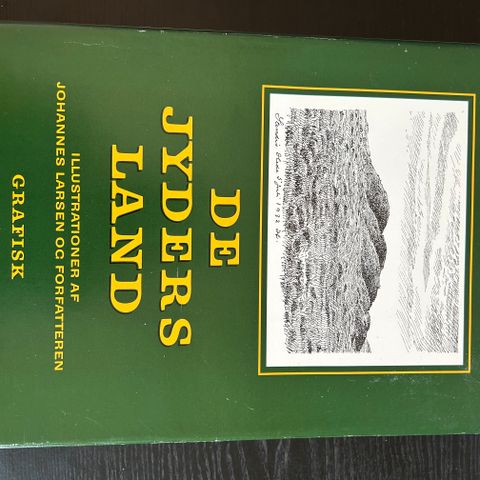 DE
JYDERS
LAND
ILLUSTRATIONER AF
JOHANNES LARSEN OG FORFATTEREN
GRAFISK